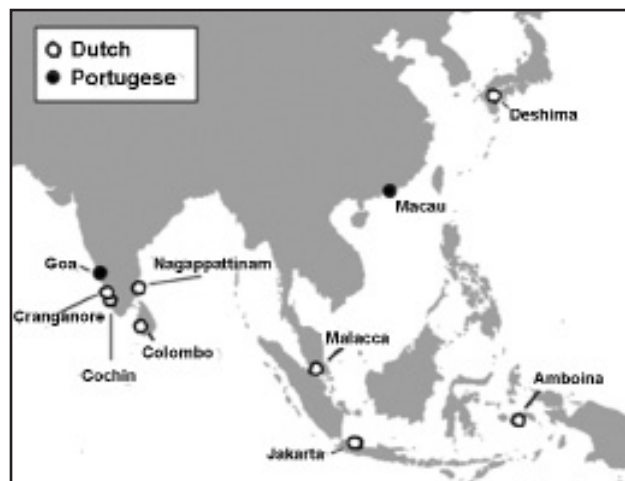 Dutch
Portugese
Deshima
Macau
Goa
Nagappattinam
Cranganore
Colombo
Cochin
Malacca
Amboina
Jakarta